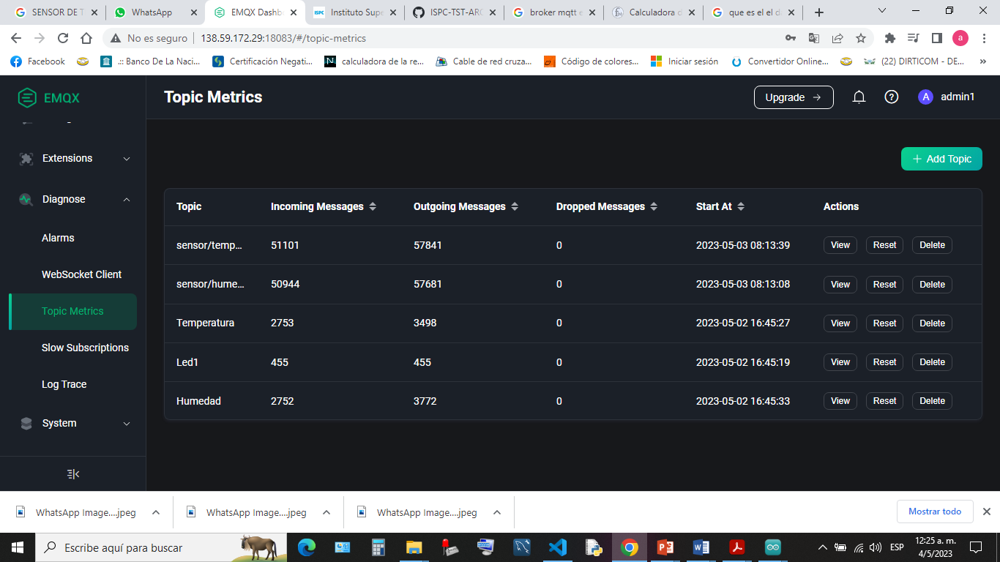 SENSOR DE T
WhatsApp
EMQX Dashb
ISPC Instituto Supe
ISPC-TST-ARC
broker mqtt e
Calculadora d
que es el el d
No es seguro 138.59.172.29:18083/#/topic-metrics
Facebook
.:: Banco De La Naci...
Certificación Negati...
calculadora de la re...
Cable de red cruza...
Código de colores...
Iniciar sesión
Convertidor Online...
(22) DIRTICOM - DE...
EMQX
Topic Metrics
Upgrade →
A admin1
Extensions
Diagnose
Alarms
WebSocket Client
Topic Metrics
Slow Subscriptions
Log Trace
System
+ Add Topic
Topic Incoming Messages Outgoing Messages Dropped Messages Start At Actions
sensor/temp... 51101 57841 0 2023-05-03 08:13:39 View Reset Delete
sensor/hume... 50944 57681 0 2023-05-03 08:13:08 View Reset Delete
Temperatura 2753 3498 0 2023-05-02 16:45:27 View Reset Delete
Led1 455 455 0 2023-05-02 16:45:19 View Reset Delete
Humedad 2752 3772 0 2023-05-02 16:45:33 View Reset Delete
WhatsApp Image....jpeg
WhatsApp Image....jpeg
WhatsApp Image....jpeg
Mostrar todo
Escribe aquí para buscar
ESP
12:25 a. m.
4/5/2023